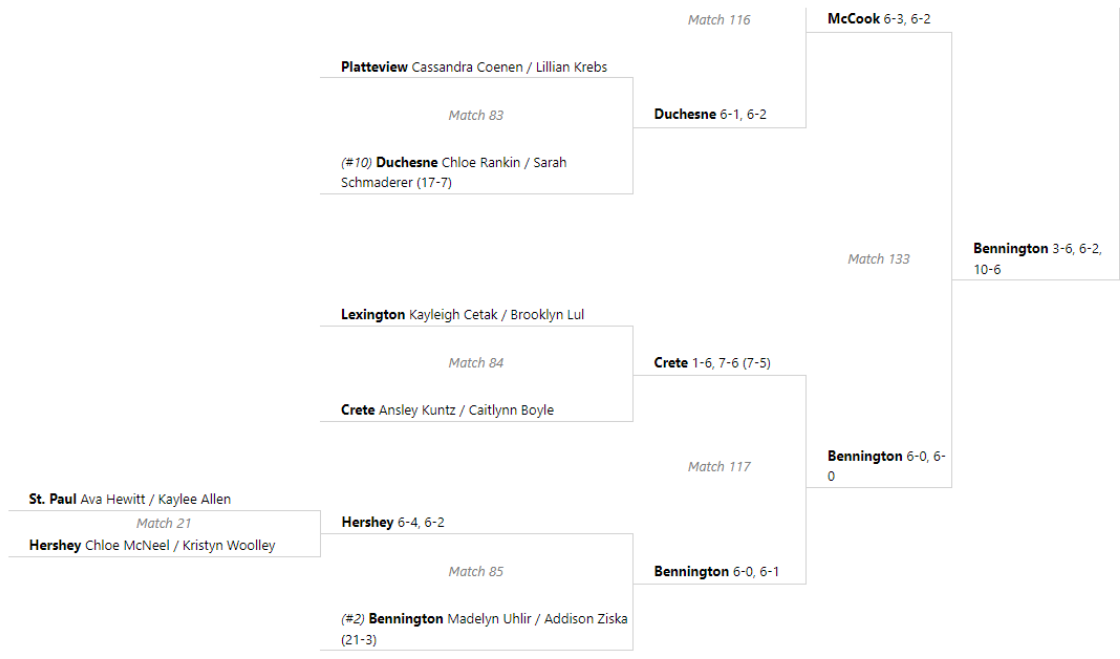 Match 116
McCook 6-3, 6-2
Platteview Cassandra Coenen / Lillian Krebs
Match 83
Duchesne 6-1, 6-2
(#10) Duchesne Chloe Rankin / Sarah
Schmaderer (17-7)
Match 133
Bennington 3-6, 6-2,
10-6
Lexington Kayleigh Cetak / Brooklyn Lul
Match 84
Crete 1-6, 7-6 (7-5)
Crete Ansley Kuntz / Caitlynn Boyle
Match 117
Bennington 6-0, 6-
0
St. Paul Ava Hewitt / Kaylee Allen
Match 21
Hershey 6-4, 6-2
Hershey Chloe McNeel / Kristyn Woolley
Match 85
Bennington 6-0, 6-1
(#2) Bennington Madelyn Uhlir / Addison Ziska
(21-3)